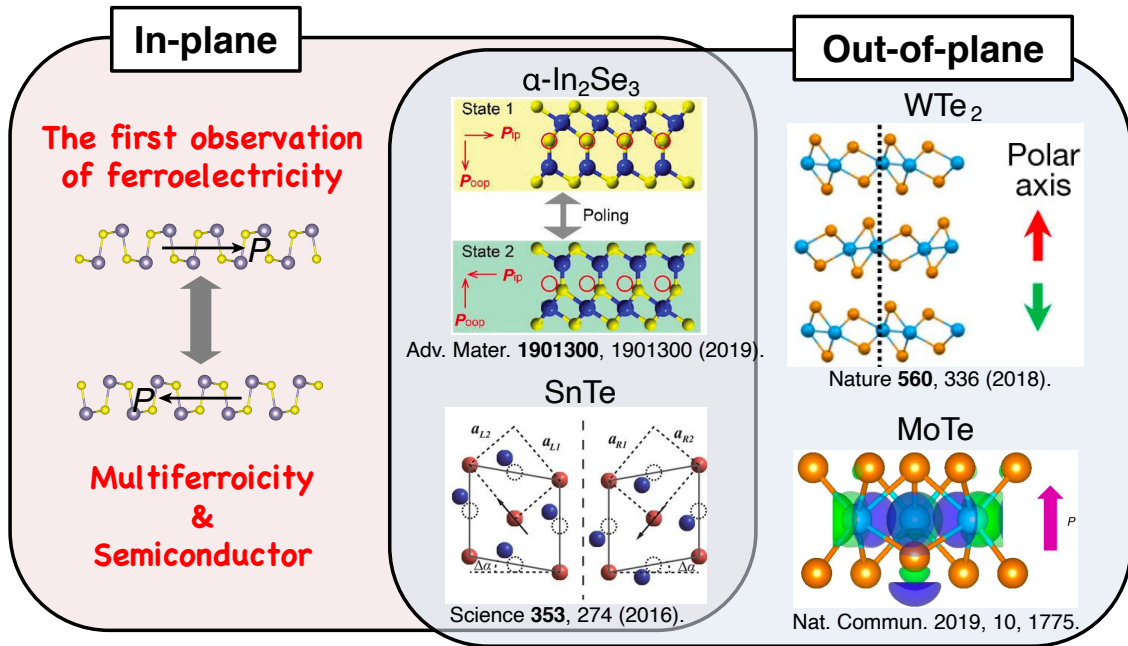 In-plane
Out-of-plane
The first observation
of ferroelectricity
P
P
Multiferroicity
&
Semiconductor
α-In2Se3
State 1
Pip
Poop
Poling
State 2
Pip
Poop
Adv. Mater. 1901300, 1901300 (2019).
SnTe
aL2
aL1
aR1
aR2
Δα
Δα
Science 353, 274 (2016).
WTe2
Polar
axis
Nature 560, 336 (2018).
MoTe
P
Nat. Commun. 2019, 10, 1775.